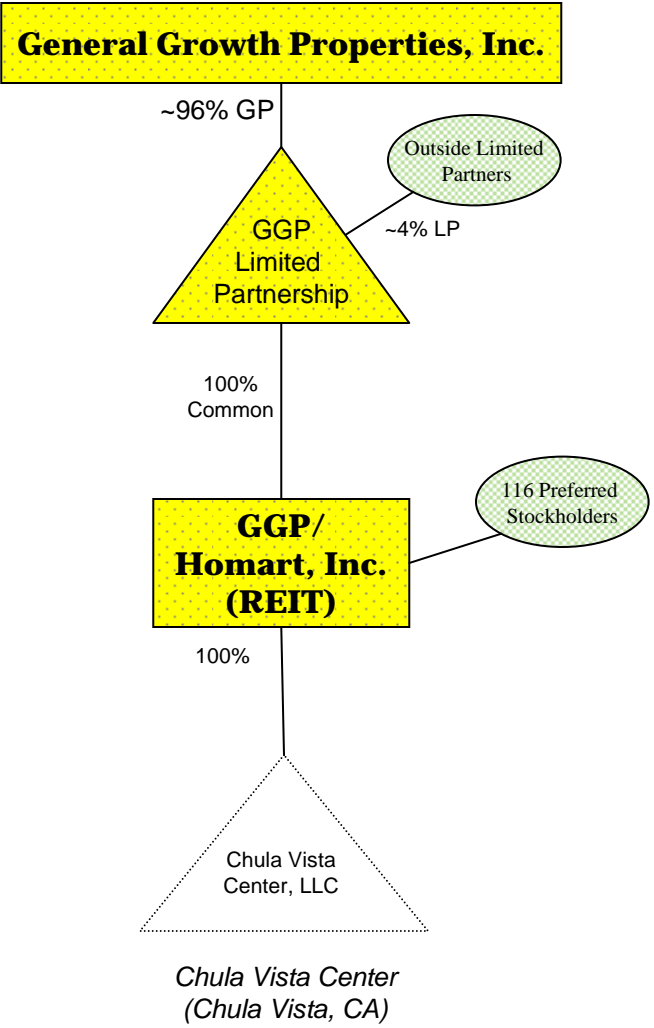 General Growth Properties, Inc.
~96% GP
Outside Limited
Partners
GGP
Limited
Partnership
~4% LP
100%
Common
GGP/
Homart, Inc.
(REIT)
116 Preferred
Stockholders
100%
Chula Vista
Center, LLC
Chula Vista Center
(Chula Vista, CA)